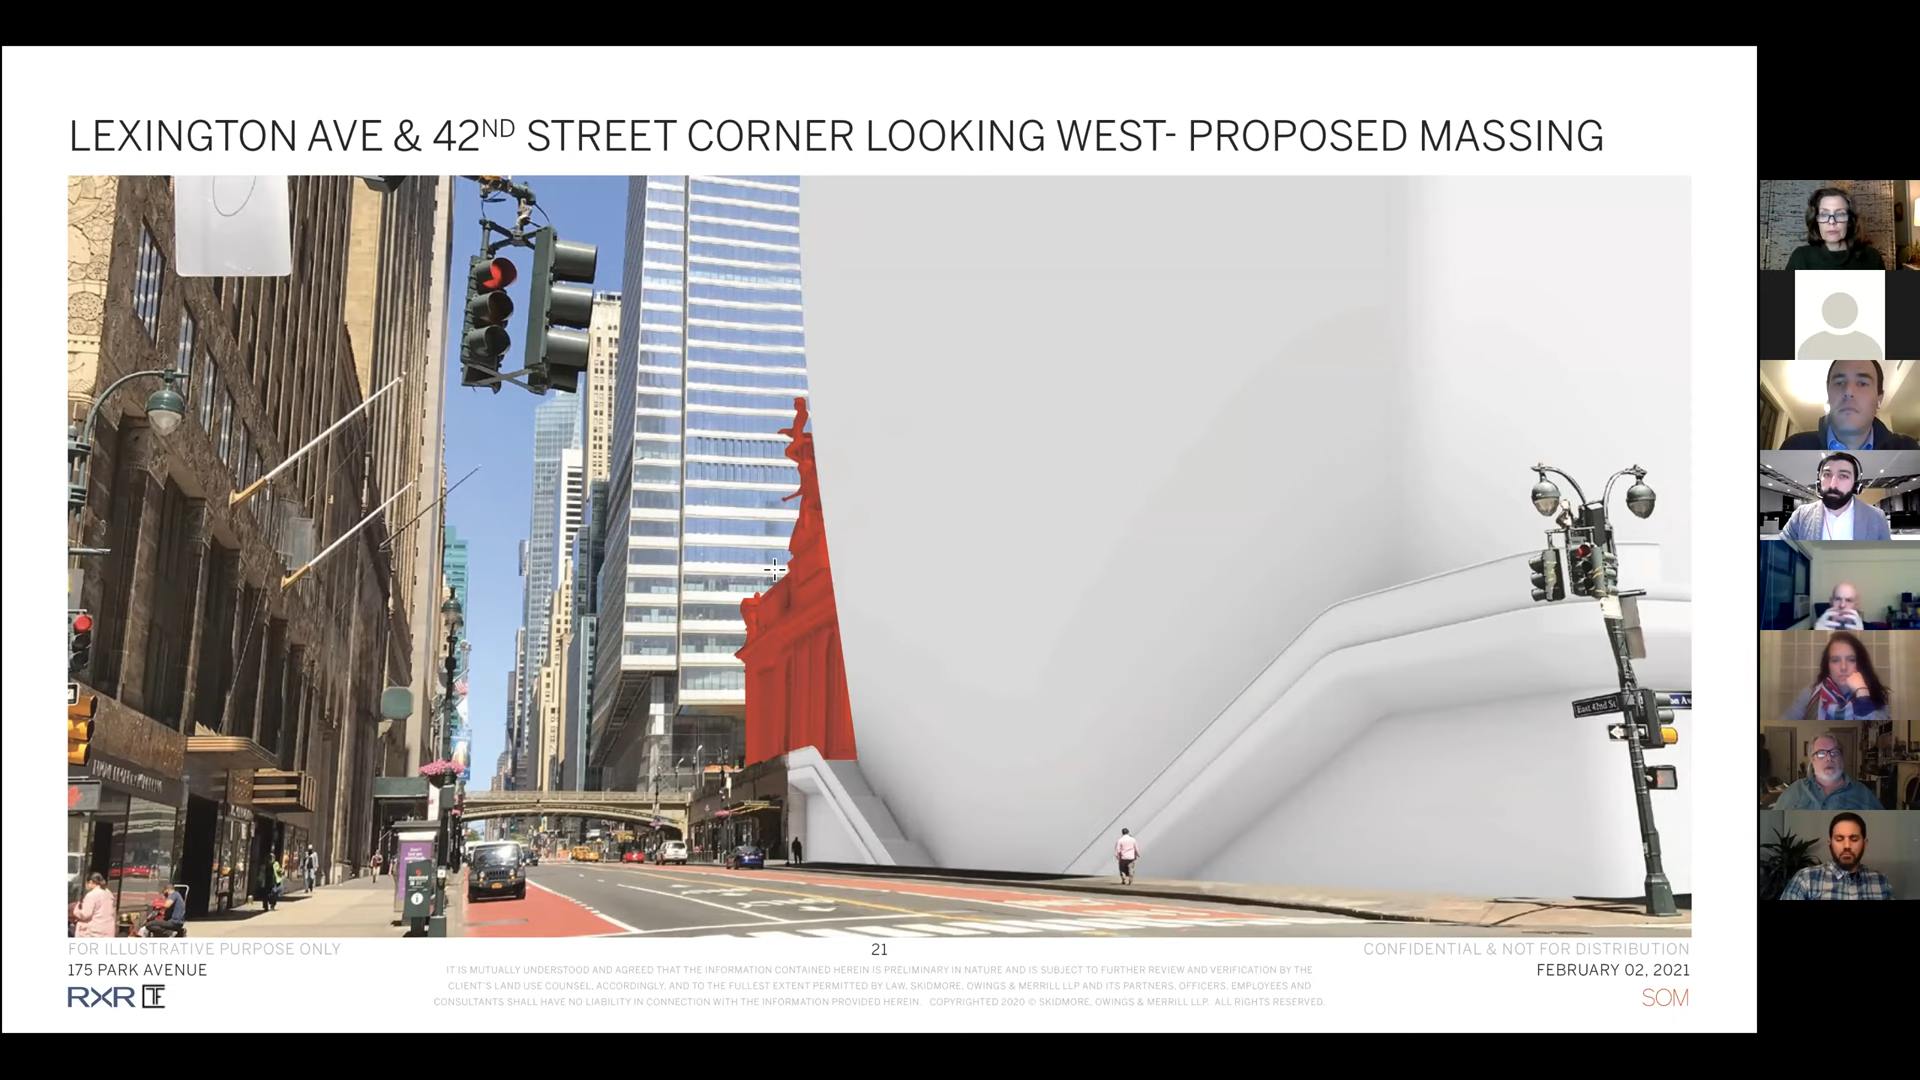 LEXINGTON AVE & 42ND STREET CORNER LOOKING WEST- PROPOSED MASSING
East 42nd St
FOR ILLUSTRATIVE PURPOSE ONLY
21
CONFIDENTIAL & NOT FOR DISTRIBUTION
175 PARK AVENUE
FEBRUARY 02, 2021
IT IS MUTUALLY UNDERSTOOD AND AGREED THAT THE INFORMATION CONTAINED HEREIN IS PRELIMINARY IN NATURE AND IS SUBJECT TO FURTHER REVIEW AND VERIFICATION BY THE
CLIENT'S LAND USE COUNSEL, ACCORDINGLY, AND TO THE FULLEST EXTENT PERMITTED BY LAW, SKIDMORE, OWINGS & MERRILL LLP AND ITS PARTNERS, OFFICERS, EMPLOYEES AND
CONSULTANTS SHALL HAVE NO LIABILITY IN CONNECTION WITH THE INFORMATION PROVIDED HEREIN. COPYRIGHTED 2020 © SKIDMORE, OWINGS & MERRILL LLP. ALL RIGHTS RESERVED.
RXR TF
SOM